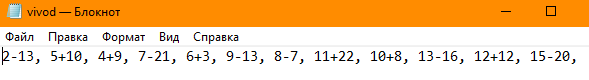 vivod — Блокнот
Файл Правка Формат Вид Справка
2-13, 5+10, 4+9, 7-21, 6+3, 9-13, 8-7, 11+22, 10+8, 13-16, 12+12, 15-20,